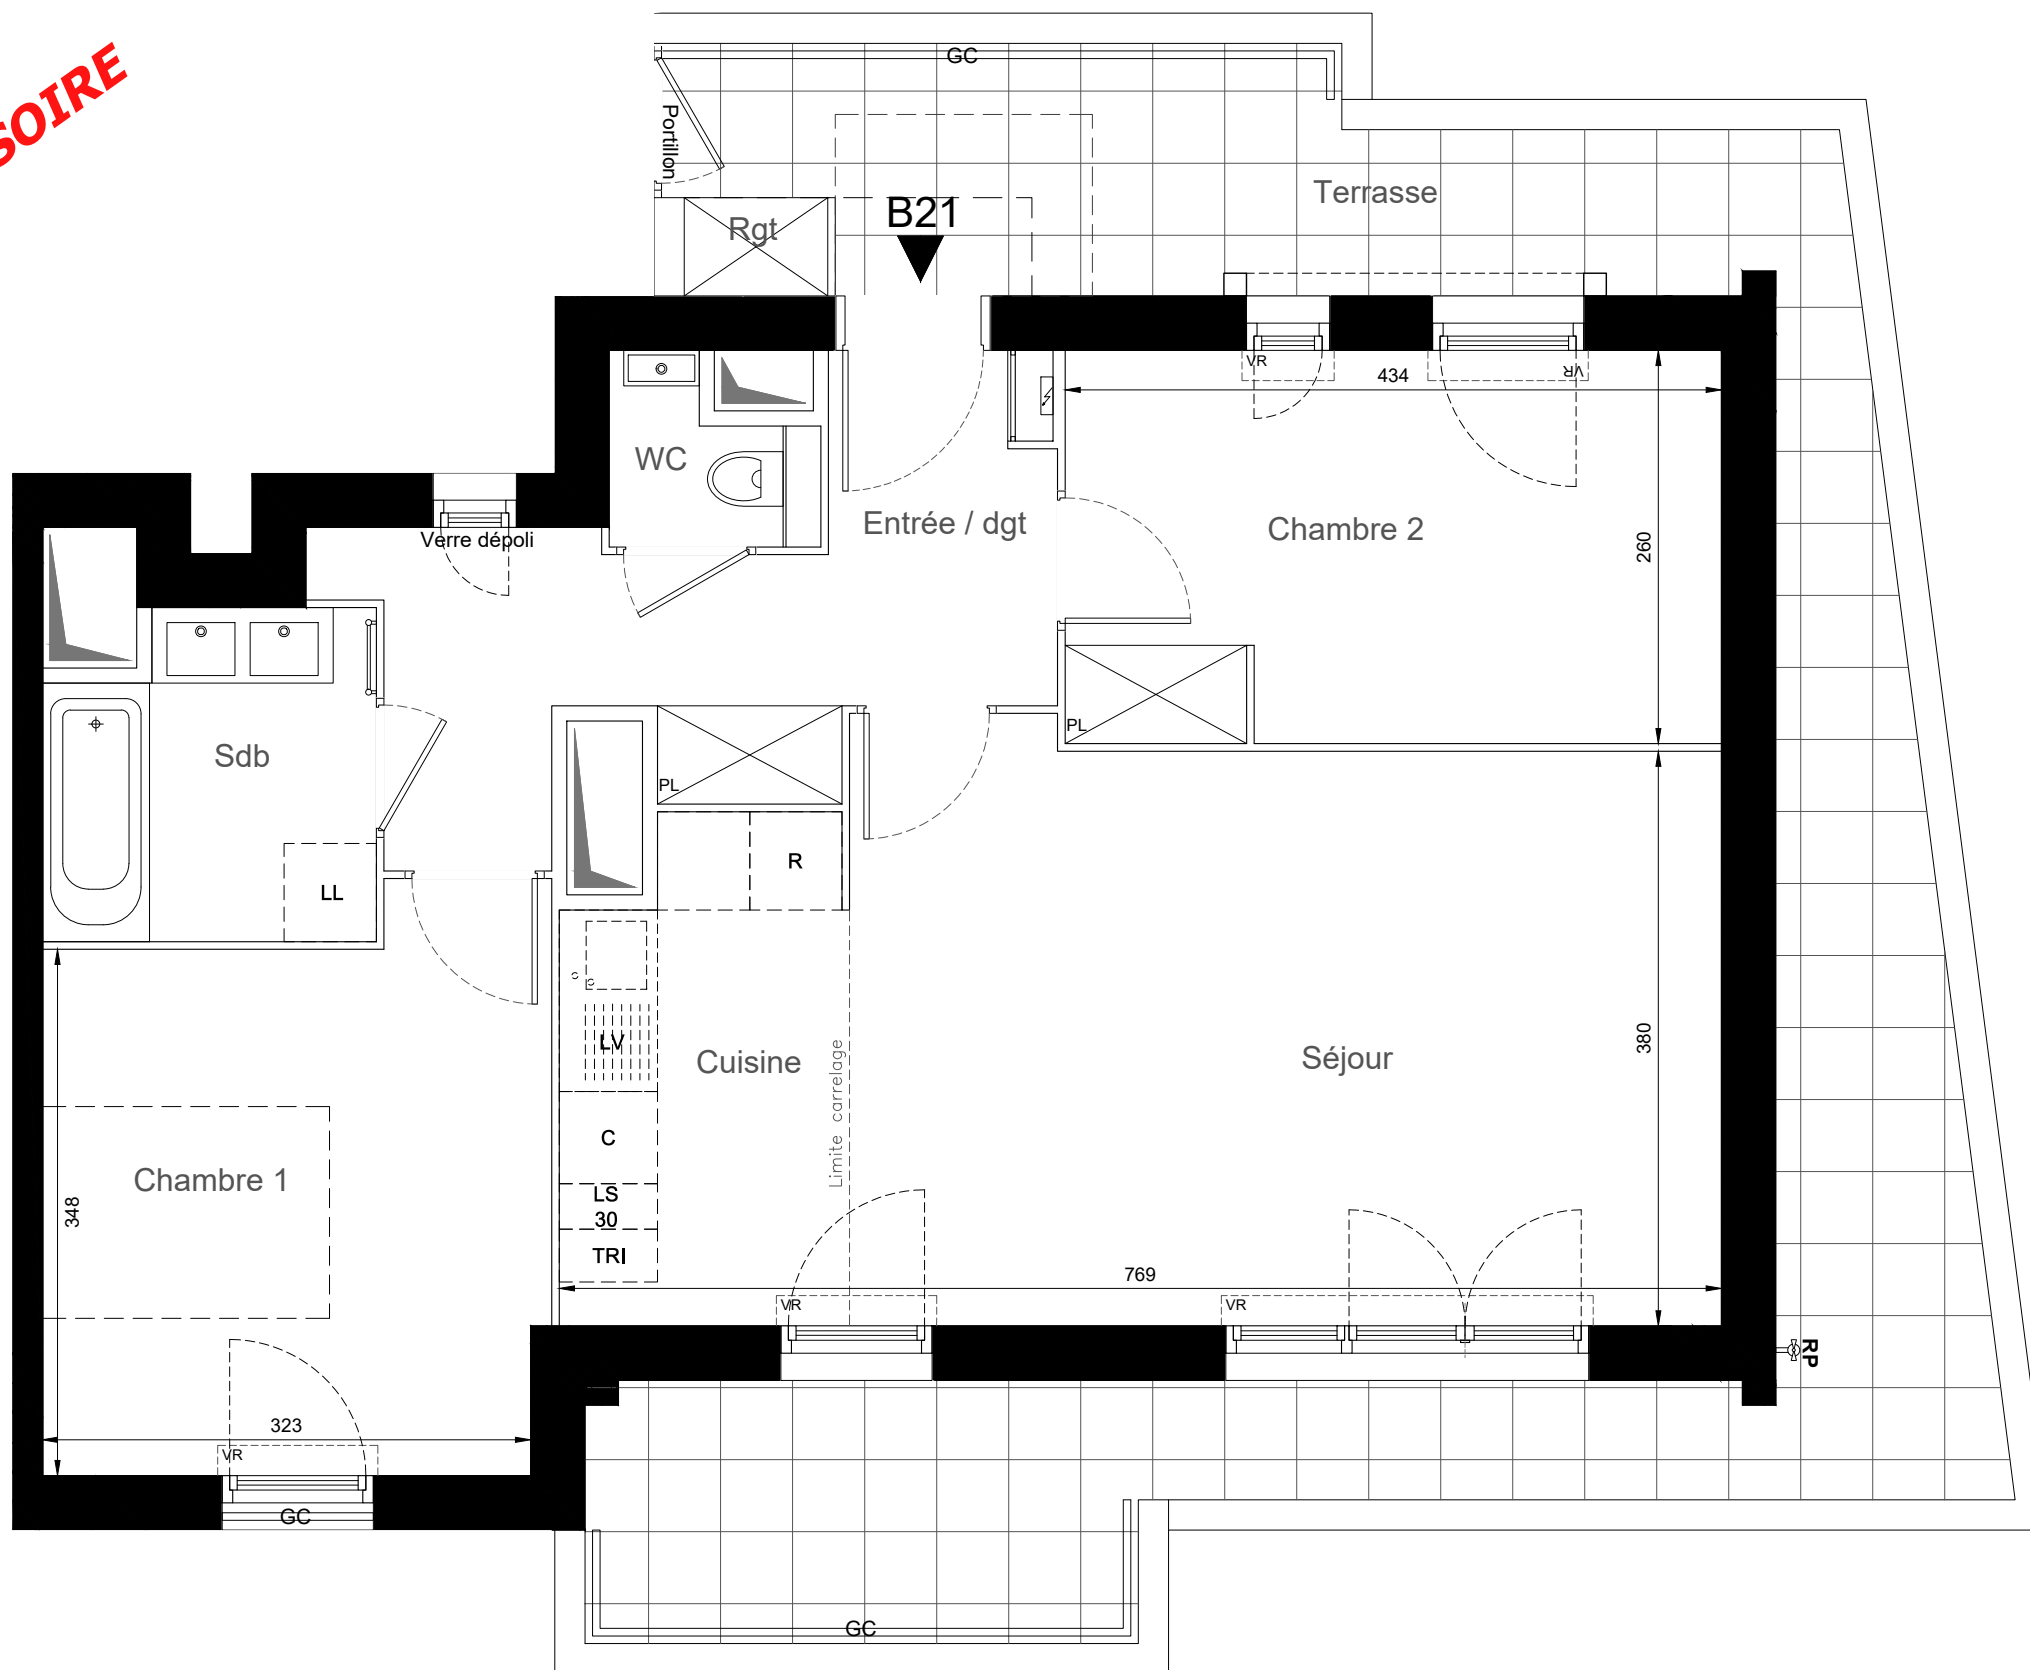 SOIRE
GC
Portillon
Terrasse
Rgt
B21
VR
VR
434
WC
Entrée / dgt
Chambre 2
260
Verre dépoli
Sdb
PL
PL
R
LL
LV
Cuisine
Limite carrelage
Séjour
380
C
Chambre 1
348
LS
30
TRI
769
VR
VR
RP
323
VR
GC
GC